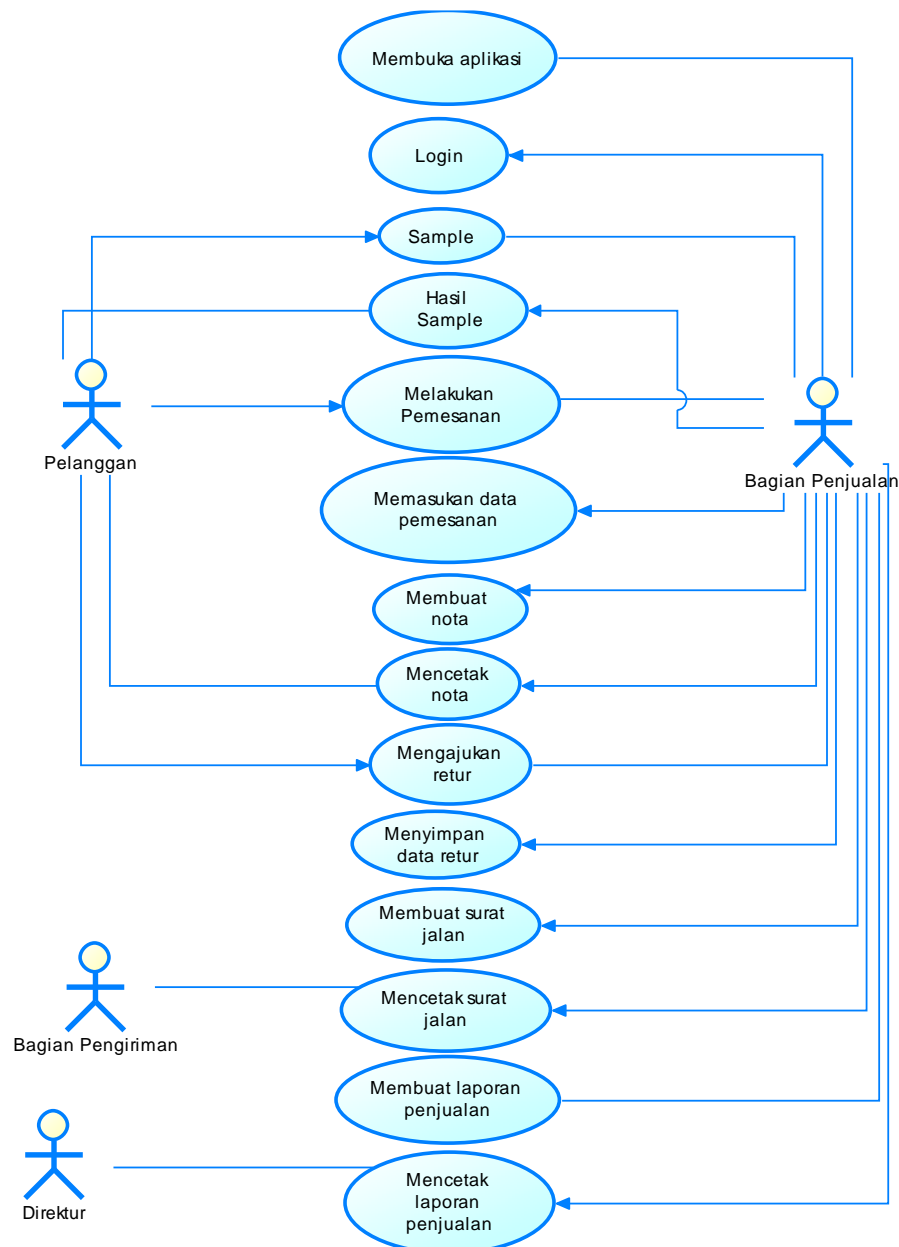 Membuka aplikasi
Login
Sample
Hasil
Sample
Melakukan
Pemesanan
Pelanggan
Bagian Penjualan
Memasukan data
pemesanan
Membuat
nota
Mencetak
nota
Mengajukan
retur
Menyimpan
data retur
Membuat surat
jalan
Mencetak surat
jalan
Bagian Pengiriman
Membuat laporan
penjualan
Mencetak
laporan
penjualan
Direktur